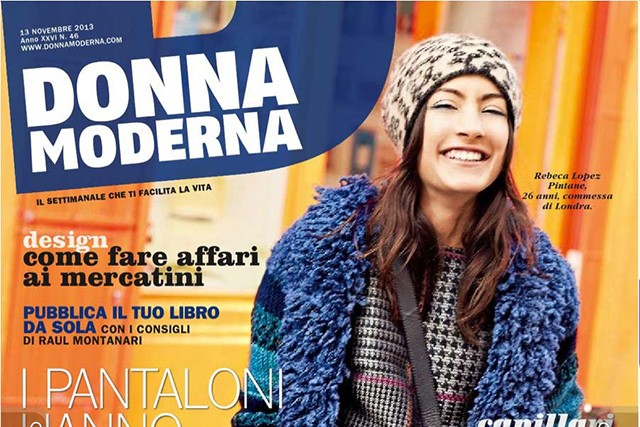 13 NOVEMBRE 2013
Anno XXVI N. 46
WWW.DONNAMODERNA.COM
DONNA
MODERNA
IL SETTIMANALE CHE TI FACILITA LA VITA
Rebeca Lopez
Pintane,
26 anni, commessa
di Londra.
design
come fare affari
ai mercatini
PUBBLICA IL TUO LIBRO
DA SOLA CON I CONSIGLI
DI RAUL MONTANARI
I PANTALONI
capillari